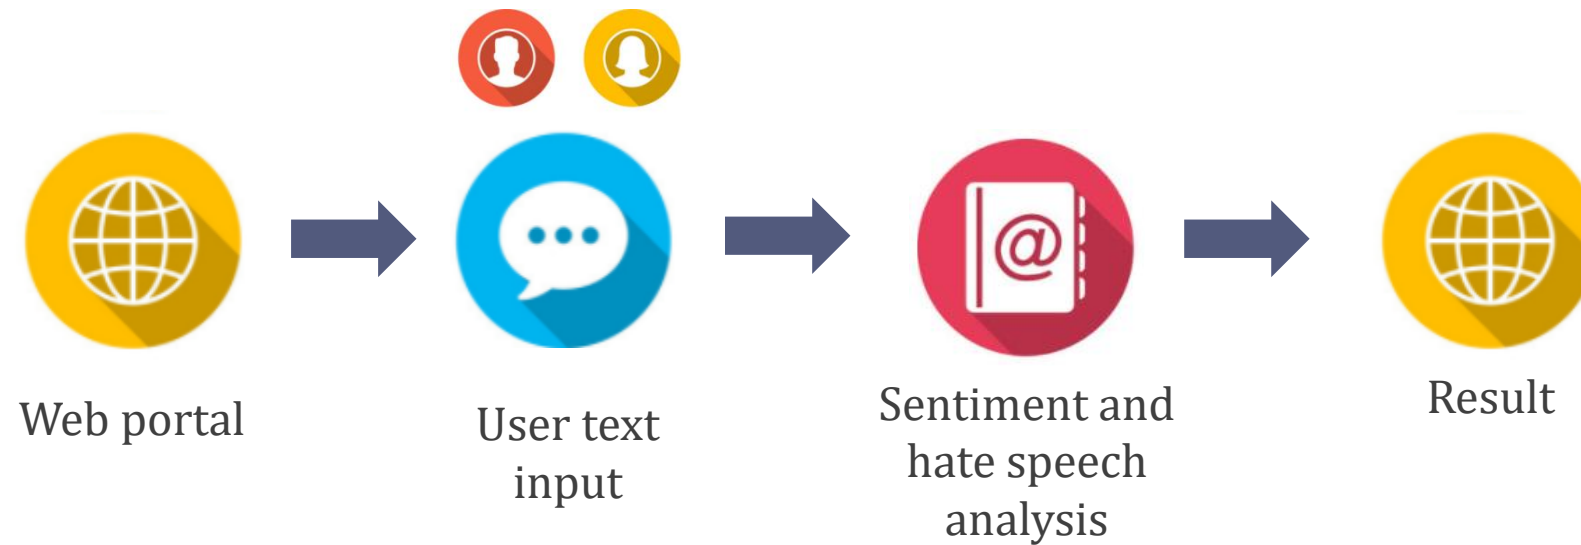 Web portal
User text
input
Sentiment and
hate speech
analysis
Result